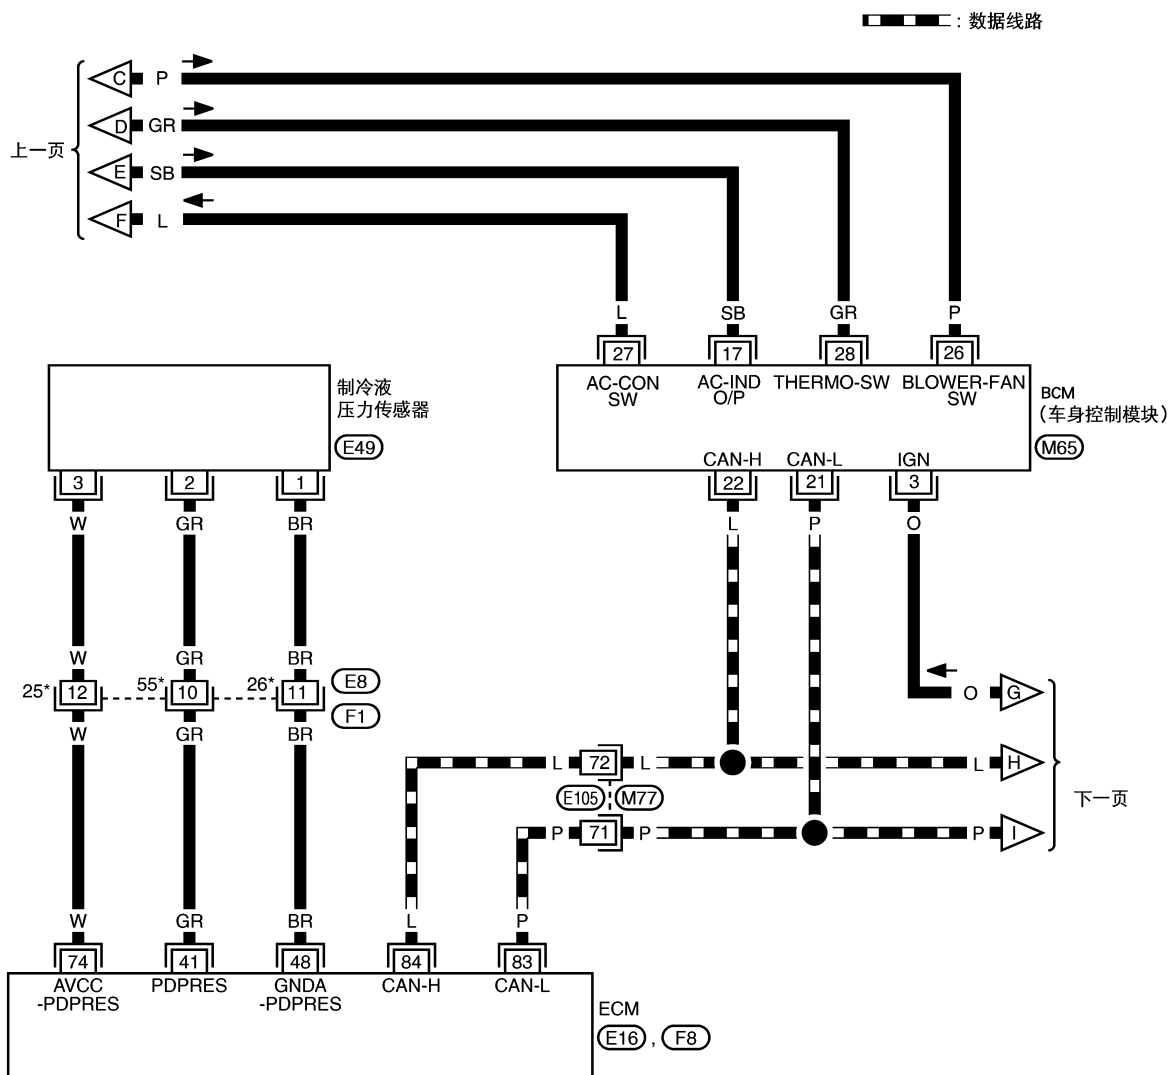 : 数据线路
上一页
C P
D GR
E SB
F L
L SB GR P
27 17 28 26
AC-CON SW
AC-IND O/P
THERMO-SW
BLOWER-FAN SW
BCM
(车身控制模块)
M65
CAN-H CAN-L IGN
22 21 3
L P O
制冷液
压力传感器
E49
3 2 1
W GR BR
W GR BR
25* 12 55* 10 26* 11
E8
F1
W GR BR
O G
L 72 L L H
E105 M77
P 71 P P I
下一页
W GR BR L P
74 41 48 84 83
AVCC
-PDPRES
PDPRES
GNDA
-PDPRES
CAN-H
CAN-L
ECM
E16 , F8